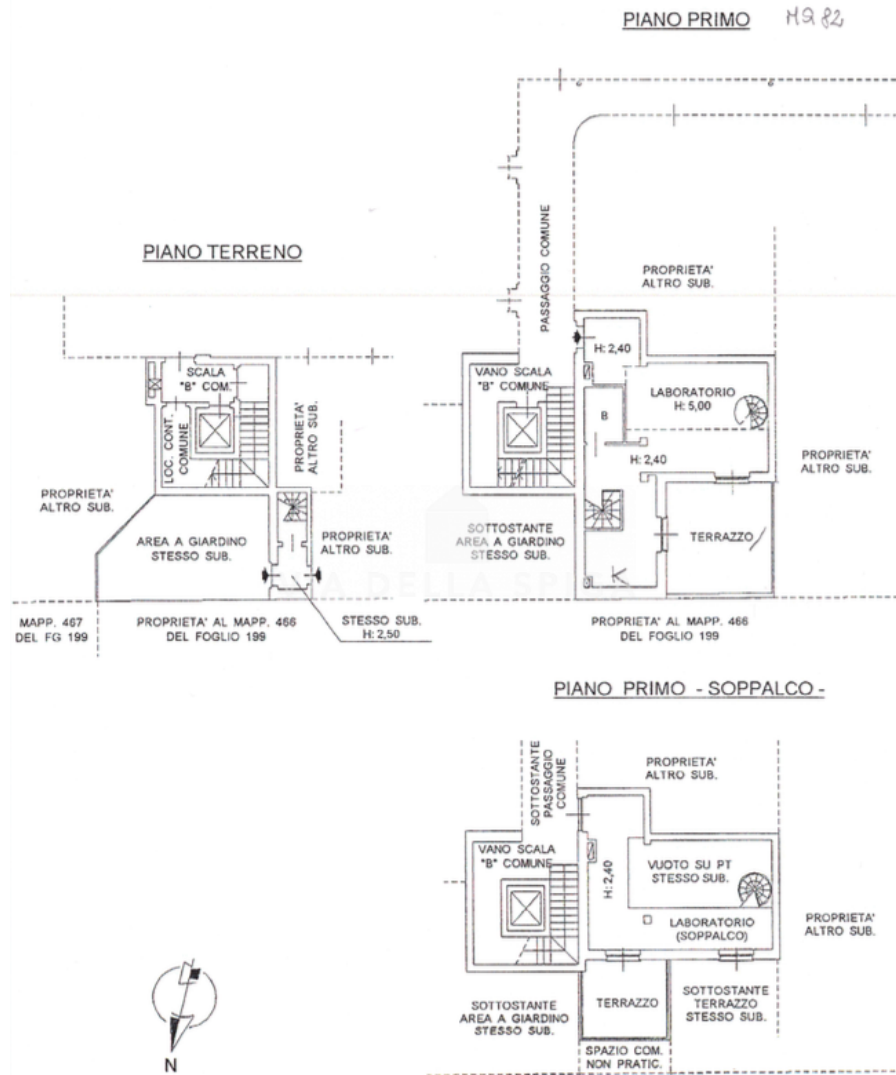 PIANO PRIMO MQ 82
PIANO TERRENO
SCALA
"B" COM.
LOC. CONT.
COMUNE
PROPRIETA'
ALTRO SUB.
PROPRIETA'
ALTRO SUB.
AREA A GIARDINO
STESSO SUB.
PROPRIETA'
ALTRO SUB.
MAPP. 467
DEL FG 199
PROPRIETA' AL MAPP. 466
DEL FOGLIO 199
STESSO SUB.
H: 2,50
PASSAGGIO COMUNE
PROPRIETA'
ALTRO SUB.
H: 2,40
VANO SCALA
"B" COMUNE
LABORATORIO
H: 5,00
B
H: 2,40
PROPRIETA'
ALTRO SUB.
SOTTOSTANTE
AREA A GIARDINO
STESSO SUB.
TERRAZZO
K
PROPRIETA' AL MAPP. 466
DEL FOGLIO 199
PIANO PRIMO - SOPPALCO -
SOTTOSTANTE
PASSAGGIO
COMUNE
PROPRIETA'
ALTRO SUB.
VANO SCALA
"B" COMUNE
H: 2,40
VUOTO SU PT
STESSO SUB.
LABORATORIO
(SOPPALCO)
PROPRIETA'
ALTRO SUB.
SOTTOSTANTE
AREA A GIARDINO
STESSO SUB.
TERRAZZO
SOTTOSTANTE
TERRAZZO
STESSO SUB.
SPAZIO COM.
NON PRATIC.
N